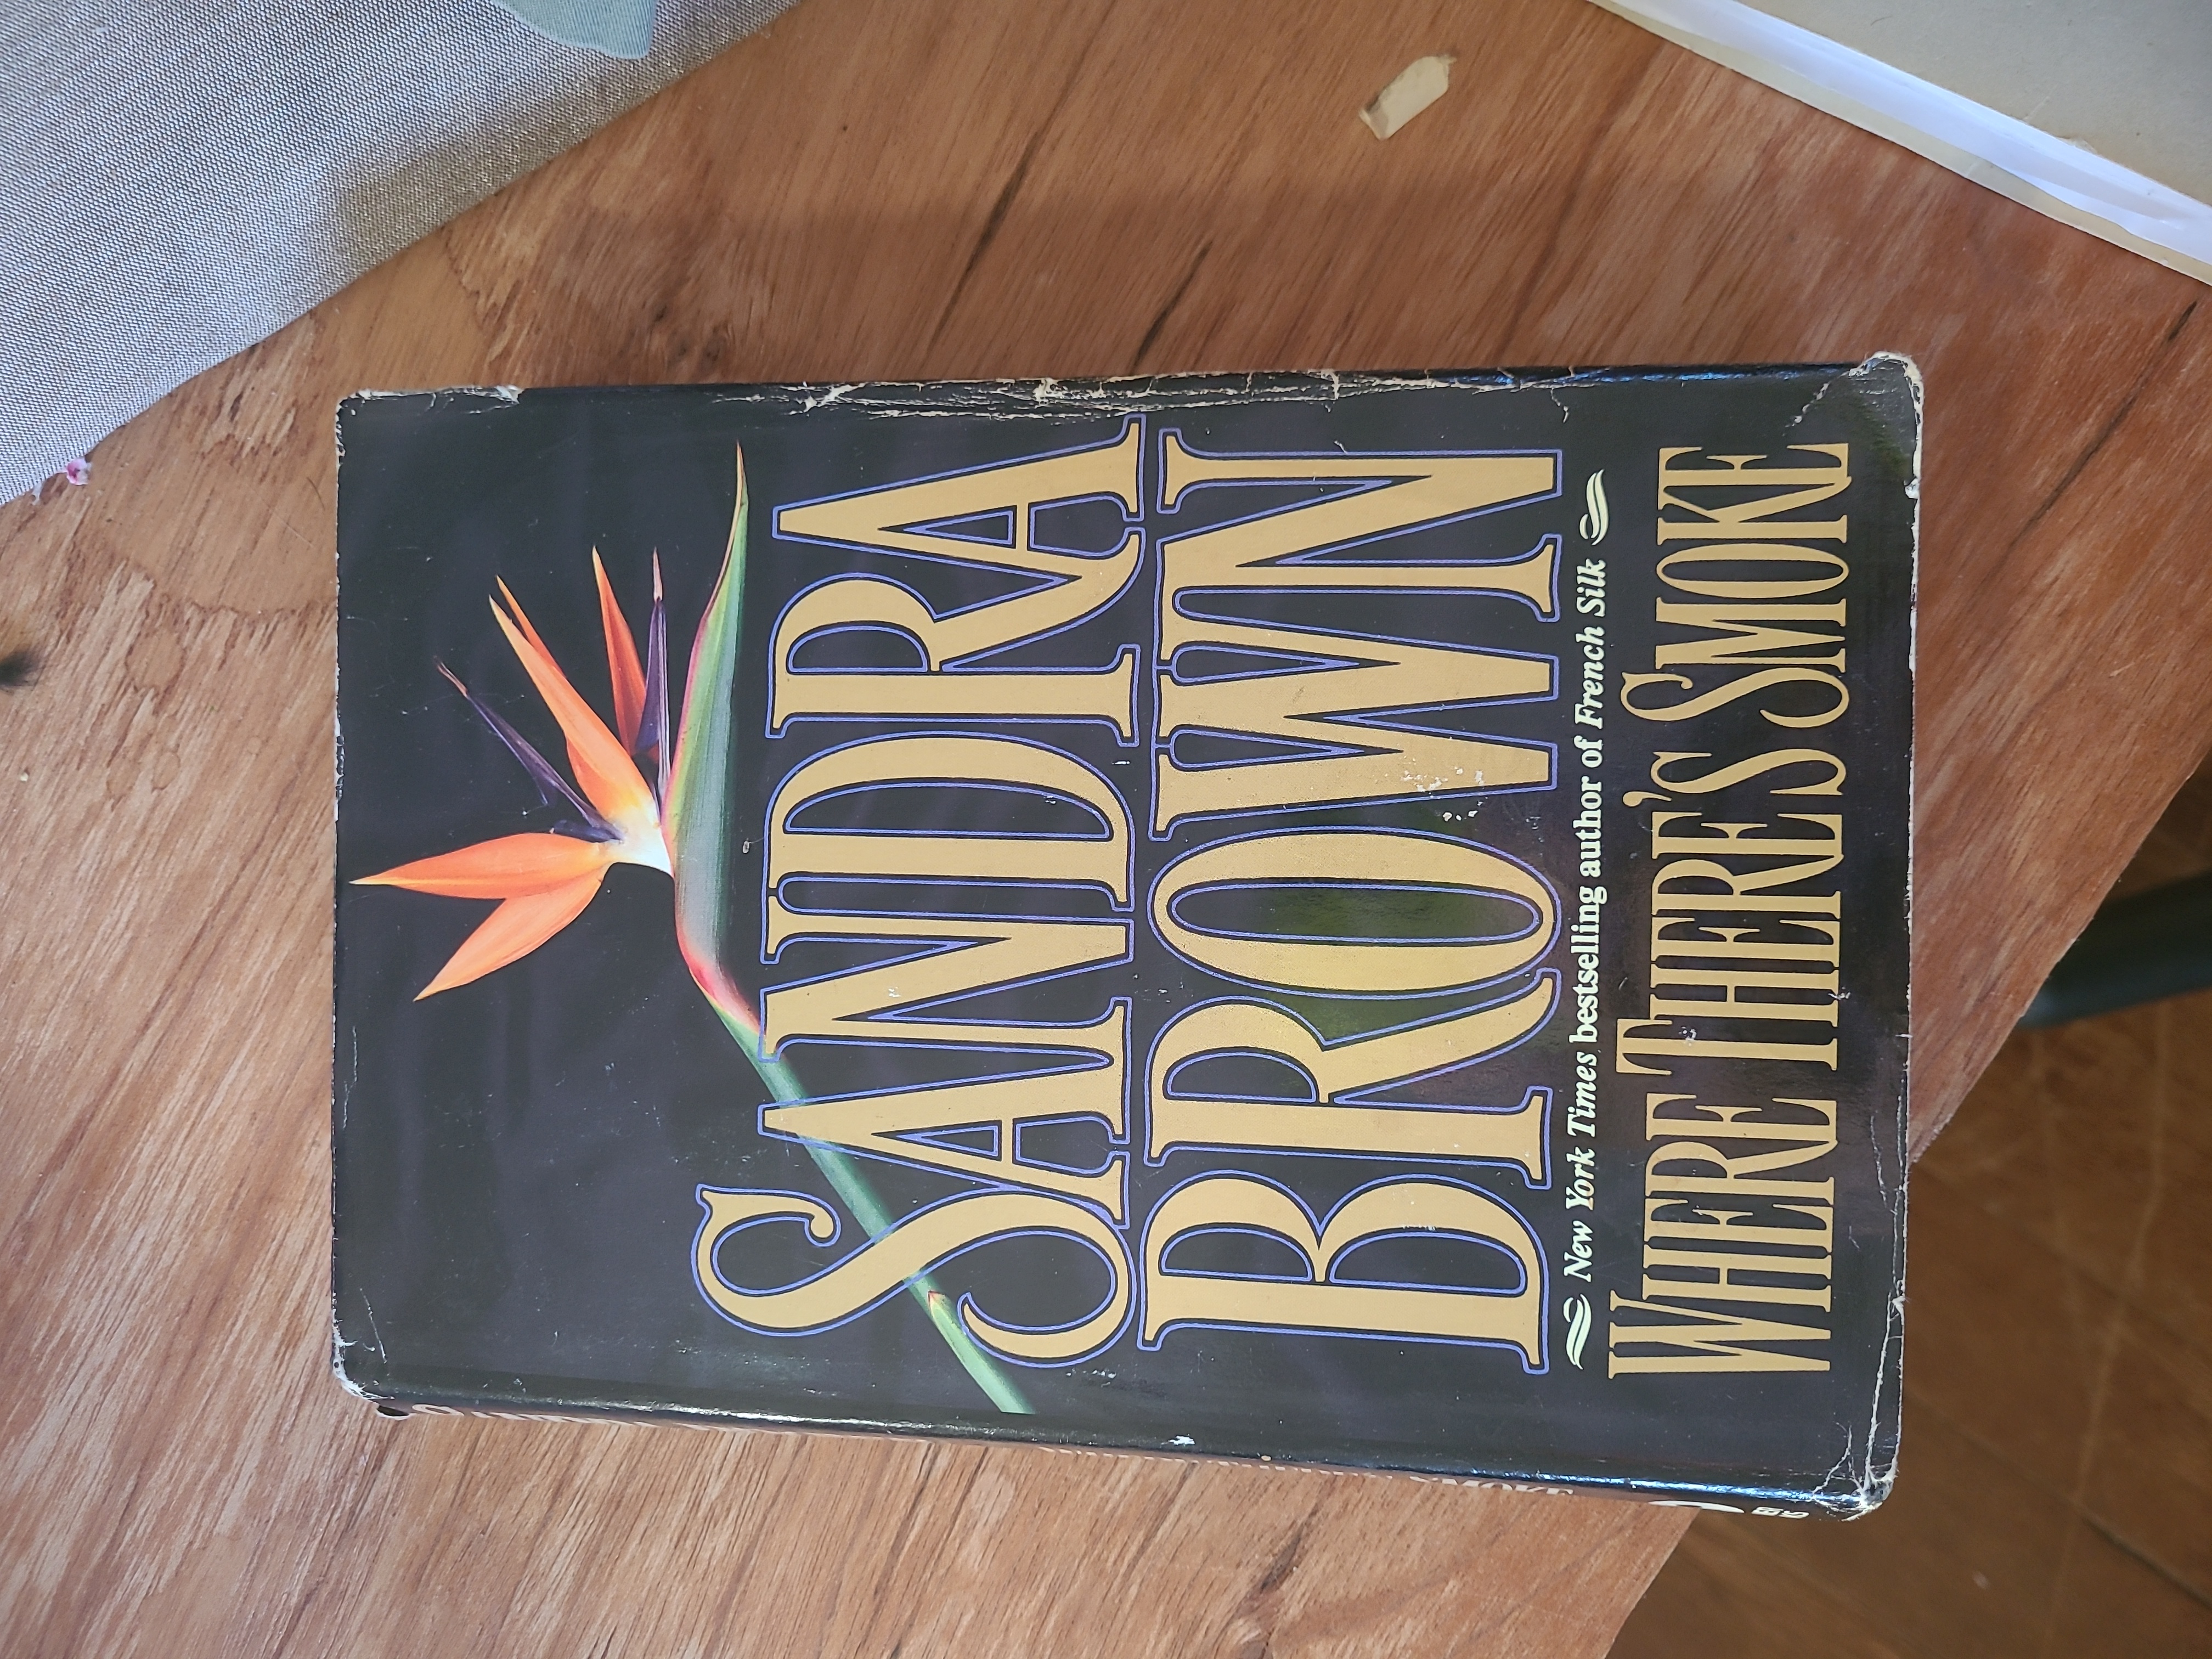 SANDRA
BROWN
New York Times bestselling author of French Silk
WHERE THERE'S SMOKE